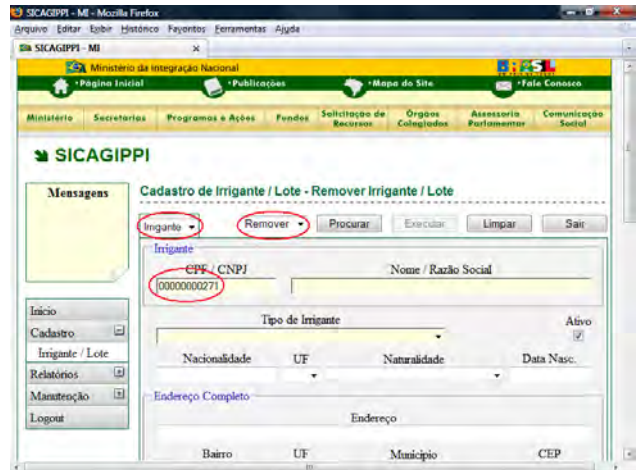 SICAGIPPI - MI - Mozilla Firefox
Arquivo Editar Exibir Histórico Favoritos Ferramentas Ajuda
SICAGIPPI - MI
Ministério da Integração Nacional
BRASIL
Página Inicial Publicações Mapa do Site Fale Conosco
Ministério Secretarias Programas e Ações Fundos Solicitação de Recursos Órgãos Colegiados Assessoria Parlamentar Comunicação Social
SICAGIPPI
Mensagens
Cadastro de Irrigante / Lote - Remover Irrigante / Lote
Irrigante Remover Procurar Executar Limpar Sair
Irrigante
CPF / CNPJ Nome / Razão Social
00000000271
Tipo de Irrigante Ativo
Nacionalidade UF Naturalidade Data Nasc.
Início
Cadastro
Irrigante / Lote
Relatórios
Manutenção
Logout
Endereço Completo
Endereço
Bairro UF Município CEP